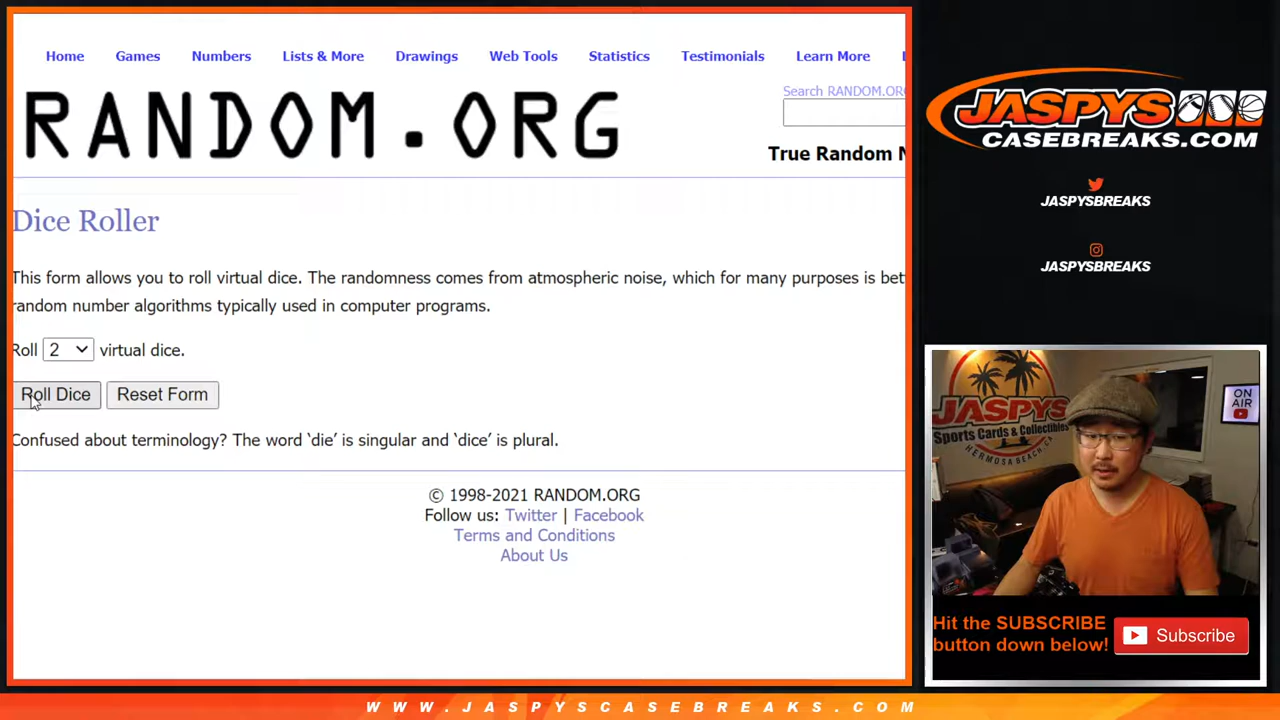 Home Games Numbers Lists & More Drawings Web Tools Statistics Testimonials Learn More
RANDOM.ORG
Search RANDOM.ORG
True Random N
Dice Roller
This form allows you to roll virtual dice. The randomness comes from atmospheric noise, which for many purposes is bet
random number algorithms typically used in computer programs.
Roll 2 virtual dice.
Roll Dice Reset Form
Confused about terminology? The word ‘die’ is singular and ‘dice’ is plural.
© 1998-2021 RANDOM.ORG
Follow us: Twitter | Facebook
Terms and Conditions
About Us
JASPYS
CASEBREAKS.COM
JASPYSBREAKS
JASPYSBREAKS
JASPYS
Sports Cards & Collectibles
HERMOSA BEACH, CA
ON
AIR
Hit the SUBSCRIBE
button down below!
Subscribe
WWW.JASPYSCASEBREAKS.COM